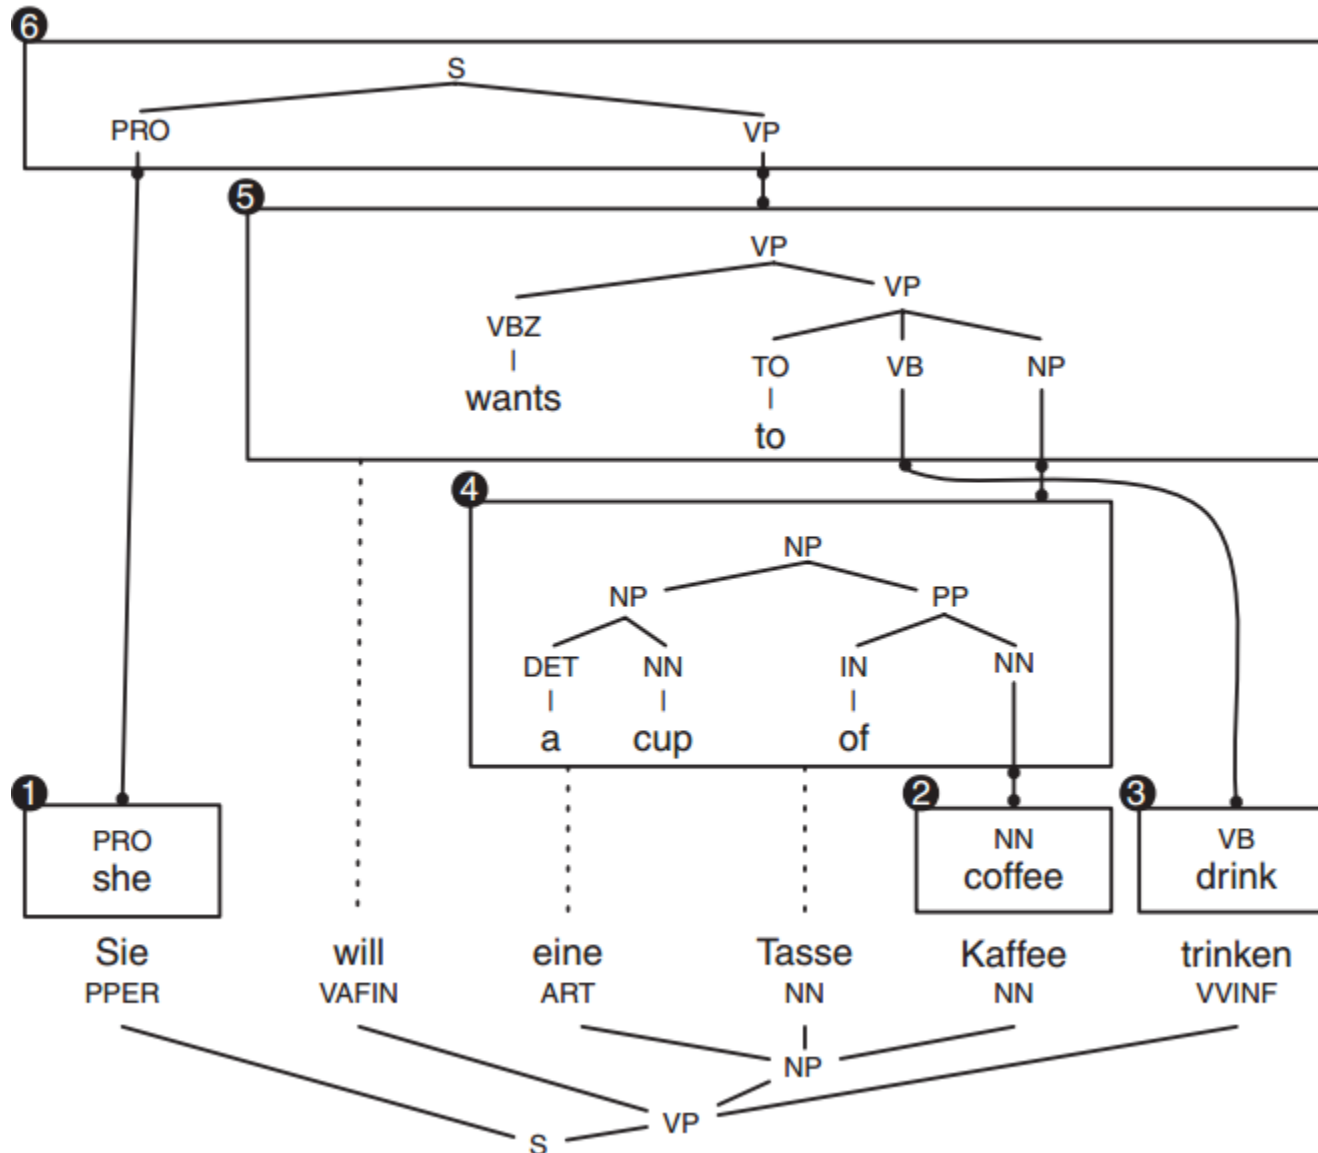 6
S
PRO VP
5
VP
VP
VBZ
TO VB NP
wants
to
4
NP
NP PP
DET NN IN NN
a cup of
1 2 3
PRO NN VB
she coffee drink
Sie will eine Tasse Kaffee trinken
PPER VAFIN ART NN NN VVINF
NP
VP
S